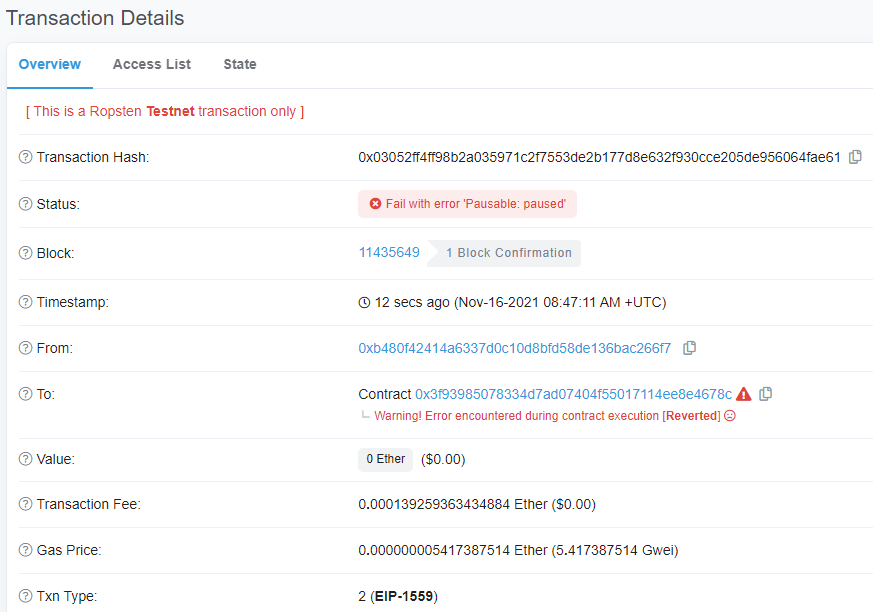 Transaction Details
Overview Access List State
[ This is a Ropsten Testnet transaction only ]
Transaction Hash: 0x03052ff4ff98b2a035971c2f7553de2b177d8e632f930cce205de956064fae61
Status: Fail with error 'Pausable: paused'
Block: 11435649 1 Block Confirmation
Timestamp: 12 secs ago (Nov-16-2021 08:47:11 AM +UTC)
From: 0xb480f42414a6337d0c10d8bfd58de136bac266f7
To: Contract 0x3f93985078334d7ad07404f55017114ee8e4678c
Warning! Error encountered during contract execution [Reverted]
Value: 0 Ether ($0.00)
Transaction Fee: 0.000139259363434884 Ether ($0.00)
Gas Price: 0.000000005417387514 Ether (5.417387514 Gwei)
Txn Type: 2 (EIP-1559)